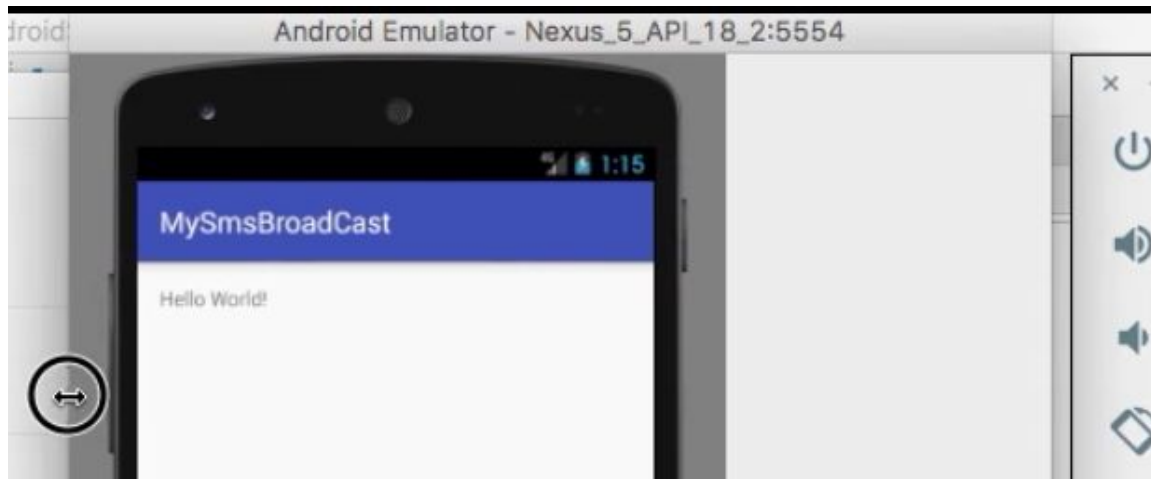 droid
Android Emulator - Nexus_5_API_18_2:5554
1:15
MySmsBroadCast
Hello World!